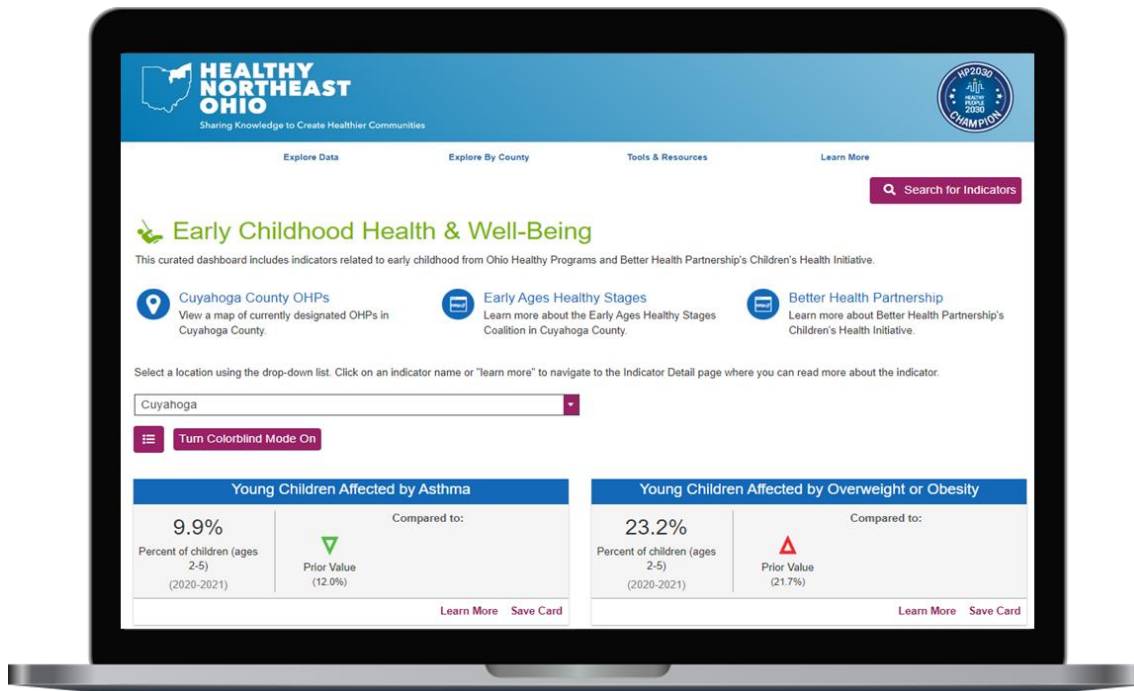 HEALTHY
NORTHEAST
OHIO
Sharing Knowledge to Create Healthier Communities
HP2030
HEALTHY
PEOPLE
2030
CHAMPION
Explore Data Explore By County Tools & Resources Learn More
Search for Indicators
Early Childhood Health & Well-Being
This curated dashboard includes indicators related to early childhood from Ohio Healthy Programs and Better Health Partnership's Children's Health Initiative.
Cuyahoga County OHPs
View a map of currently designated OHPs in
Cuyahoga County.
Early Ages Healthy Stages
Learn more about the Early Ages Healthy Stages
Coalition in Cuyahoga County.
Better Health Partnership
Learn more about Better Health Partnership's
Children's Health Initiative.
Select a location using the drop-down list. Click on an indicator name or "learn more" to navigate to the Indicator Detail page where you can read more about the indicator.
Cuyahoga
Turn Colorblind Mode On
Young Children Affected by Asthma
9.9%
Percent of children (ages
2-5)
(2020-2021)
Compared to:
Prior Value
(12.0%)
Learn More Save Card
Young Children Affected by Overweight or Obesity
23.2%
Percent of children (ages
2-5)
(2020-2021)
Compared to:
Prior Value
(21.7%)
Learn More Save Card